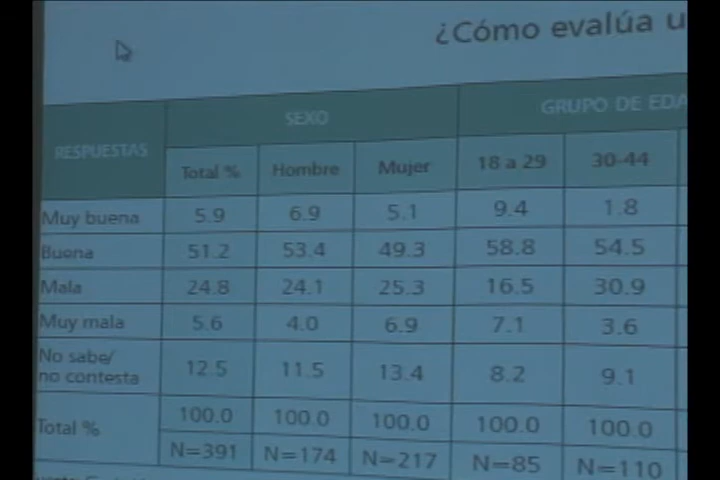 ¿Cómo evalúa u
SEXO GRUPO DE EDA
RESPUESTAS
Total % Hombre Mujer 18 a 29 30-44
Muy buena 5.9 6.9 5.1 9.4 1.8
Buena 51.2 53.4 49.3 58.8 54.5
Mala 24.8 24.1 25.3 16.5 30.9
Muy mala 5.6 4.0 6.9 7.1 3.6
No sabe/
no contesta 12.5 11.5 13.4 8.2 9.1
Total % 100.0 100.0 100.0 100.0 100.0
N=391 N=174 N=217 N=85 N=110